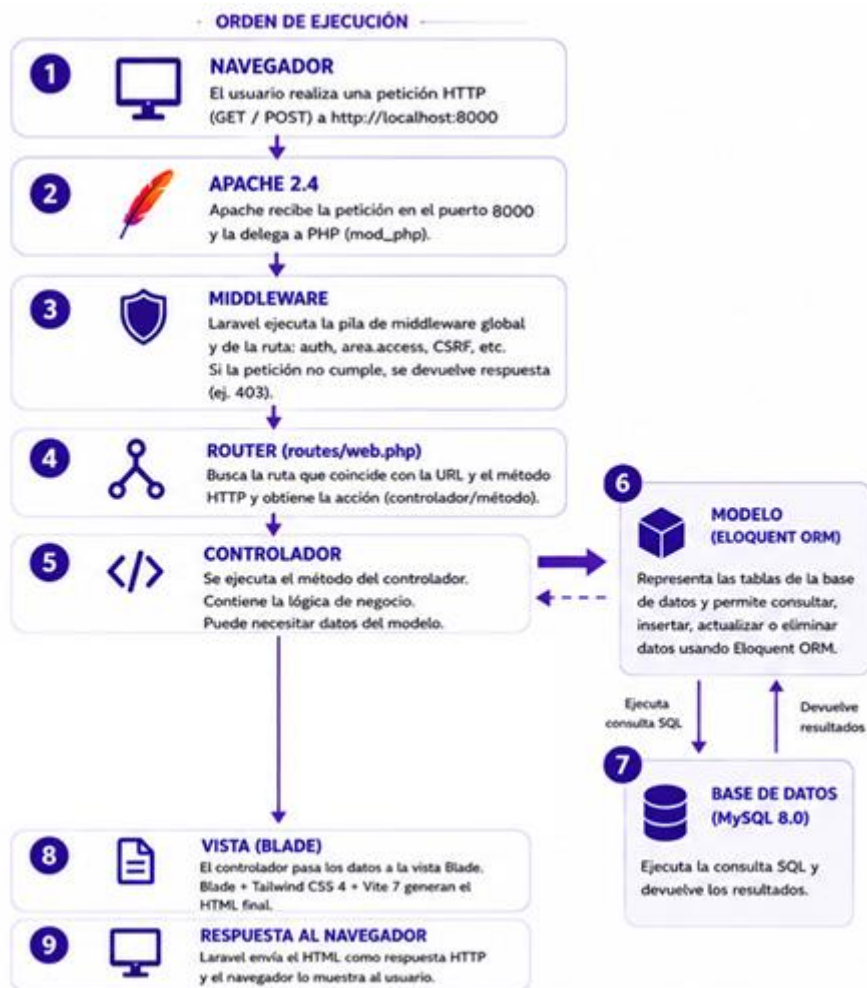 ORDEN DE EJECUCIÓN
1
NAVEGADOR
El usuario realiza una petición HTTP
(GET / POST) a http://localhost:8000
2
APACHE 2.4
Apache recibe la petición en el puerto 8000
y la delega a PHP (mod_php).
3
MIDDLEWARE
Laravel ejecuta la pila de middleware global
y de la ruta: auth, area.access, CSRF, etc.
Si la petición no cumple, se devuelve respuesta
(ej. 403).
4
ROUTER (routes/web.php)
Busca la ruta que coincide con la URL y el método
HTTP y obtiene la acción (controlador/método).
5
CONTROLADOR
Se ejecuta el método del controlador.
Contiene la lógica de negocio.
Puede necesitar datos del modelo.
6
MODELO
(ELOQUENT ORM)
Representa las tablas de la base
de datos y permite consultar,
insertar, actualizar o eliminar
datos usando Eloquent ORM.
Ejecuta
consulta SQL
Devuelve
resultados
7
BASE DE DATOS
(MySQL 8.0)
Ejecuta la consulta SQL y
devuelve los resultados.
8
VISTA (BLADE)
El controlador pasa los datos a la vista Blade.
Blade + Tailwind CSS 4 + Vite 7 generan el
HTML final.
9
RESPUESTA AL NAVEGADOR
Laravel envía el HTML como respuesta HTTP
y el navegador lo muestra al usuario.